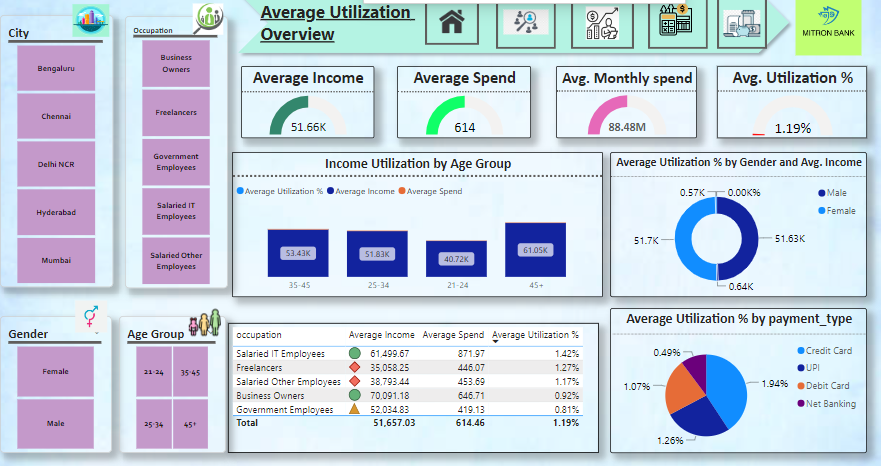 City
Bengaluru
Chennai
Delhi NCR
Hyderabad
Mumbai
Occupation
Business
Owners
Freelancers
Government
Employees
Salaried IT
Employees
Salaried Other
Employees
Average Utilization
Overview
MITRON BANK
Average Income
51.66K
Average Spend
614
Avg. Monthly spend
88.48M
Avg. Utilization %
1.19%
Income Utilization by Age Group
Average Utilization % Average Income Average Spend
53.43K 51.83K 40.72K 61.05K
35-45 25-34 21-24 45+
Average Utilization % by Gender and Avg. Income
0.57K 0.00K%
51.7K 51.63K
0.64K
Male
Female
Gender
Female
Male
Age Group
21-24 35-45
25-34 45+
occupation Average Income Average Spend Average Utilization %
Salaried IT Employees 61,499.67 871.97 1.42%
Freelancers 35,058.25 446.07 1.27%
Salaried Other Employees 38,793.44 453.69 1.17%
Business Owners 70,091.18 646.71 0.92%
Government Employees 52,034.83 419.13 0.81%
Total 51,657.03 614.46 1.19%
Average Utilization % by payment_type
0.49%
1.07% 1.94%
1.26%
Credit Card
UPI
Debit Card
Net Banking